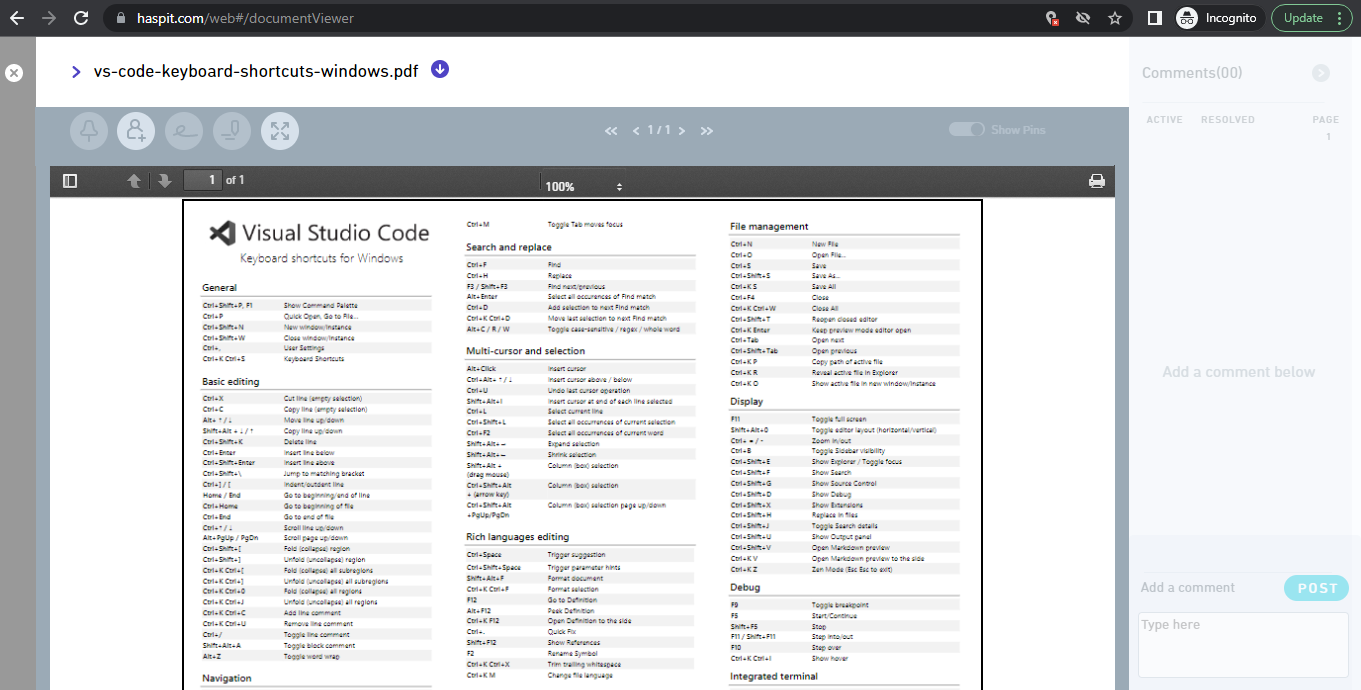 haspit.com/web#/documentViewer
Incognito
Update
vs-code-keyboard-shortcuts-windows.pdf
Comments(00)
ACTIVE RESOLVED PAGE
1
<< < 1 / 1 > >>
Show Pins
1 of 1
100%
Visual Studio Code
Keyboard shortcuts for Windows
General
Ctrl+Shift+P, F1 Show Command Palette
Ctrl+P Quick Open, Go to File...
Ctrl+Shift+N New window/instance
Ctrl+Shift+W Close window/instance
Ctrl+, User Settings
Ctrl+K Ctrl+S Keyboard Shortcuts
Basic editing
Ctrl+X Cut line (empty selection)
Ctrl+C Copy line (empty selection)
Alt+ ↑ / ↓ Move line up/down
Shift+Alt + ↓ / ↑ Copy line up/down
Ctrl+Shift+K Delete line
Ctrl+Enter Insert line below
Ctrl+Shift+Enter Insert line above
Ctrl+Shift+\ Jump to matching bracket
Ctrl+] / [ Indent/outdent line
Home / End Go to beginning/end of line
Ctrl+Home Go to beginning of file
Ctrl+End Go to end of file
Ctrl+↑ / ↓ Scroll line up/down
Alt+PgUp / PgDn Scroll page up/down
Ctrl+Shift+[ Fold (collapse) region
Ctrl+Shift+] Unfold (uncollapse) region
Ctrl+K Ctrl+[ Fold (collapse) all subregions
Ctrl+K Ctrl+] Unfold (uncollapse) all subregions
Ctrl+K Ctrl+0 Fold (collapse) all regions
Ctrl+K Ctrl+J Unfold (uncollapse) all regions
Ctrl+K Ctrl+C Add line comment
Ctrl+K Ctrl+U Remove line comment
Ctrl+/ Toggle line comment
Shift+Alt+A Toggle block comment
Alt+Z Toggle word wrap
Navigation
Ctrl+M Toggle Tab moves focus
Search and replace
Ctrl+F Find
Ctrl+H Replace
F3 / Shift+F3 Find next/previous
Alt+Enter Select all occurences of Find match
Ctrl+D Add selection to next Find match
Ctrl+K Ctrl+D Move last selection to next Find match
Alt+C / R / W Toggle case-sensitive / regex / whole word
Multi-cursor and selection
Alt+Click Insert cursor
Ctrl+Alt+ ↑ / ↓ Insert cursor above / below
Ctrl+U Undo last cursor operation
Shift+Alt+I Insert cursor at end of each line selected
Ctrl+L Select current line
Ctrl+Shift+L Select all occurrences of current selection
Ctrl+F2 Select all occurrences of current word
Shift+Alt+→ Expand selection
Shift+Alt+← Shrink selection
Shift+Alt + Column (box) selection
(drag mouse)
Ctrl+Shift+Alt Column (box) selection
+ (arrow key)
Ctrl+Shift+Alt Column (box) selection page up/down
+PgUp/PgDn
Rich languages editing
Ctrl+Space Trigger suggestion
Ctrl+Shift+Space Trigger parameter hints
Shift+Alt+F Format document
Ctrl+K Ctrl+F Format selection
F12 Go to Definition
Alt+F12 Peek Definition
Ctrl+K F12 Open Definition to the side
Ctrl+. Quick Fix
Shift+F12 Show References
F2 Rename Symbol
Ctrl+K Ctrl+X Trim trailing whitespace
Ctrl+K M Change file language
File management
Ctrl+N New File
Ctrl+O Open File...
Ctrl+S Save
Ctrl+Shift+S Save As...
Ctrl+K S Save All
Ctrl+F4 Close
Ctrl+K Ctrl+W Close All
Ctrl+Shift+T Reopen closed editor
Ctrl+K Enter Keep preview mode editor open
Ctrl+Tab Open next
Ctrl+Shift+Tab Open previous
Ctrl+K P Copy path of active file
Ctrl+K R Reveal active file in Explorer
Ctrl+K O Show active file in new window/instance
Display
F11 Toggle full screen
Shift+Alt+0 Toggle editor layout (horizontal/vertical)
Ctrl+ = / - Zoom in/out
Ctrl+B Toggle Sidebar visibility
Ctrl+Shift+E Show Explorer / Toggle focus
Ctrl+Shift+F Show Search
Ctrl+Shift+G Show Source Control
Ctrl+Shift+D Show Debug
Ctrl+Shift+X Show Extensions
Ctrl+Shift+H Replace in files
Ctrl+Shift+J Toggle Search details
Ctrl+Shift+U Show Output panel
Ctrl+Shift+V Open Markdown preview
Ctrl+K V Open Markdown preview to the side
Ctrl+K Z Zen Mode (Esc Esc to exit)
Debug
F9 Toggle breakpoint
F5 Start/Continue
Shift+F5 Stop
F11 / Shift+F11 Step into/out
F10 Step over
Ctrl+K Ctrl+I Show hover
Integrated terminal
Add a comment below
Add a comment
POST
Type here